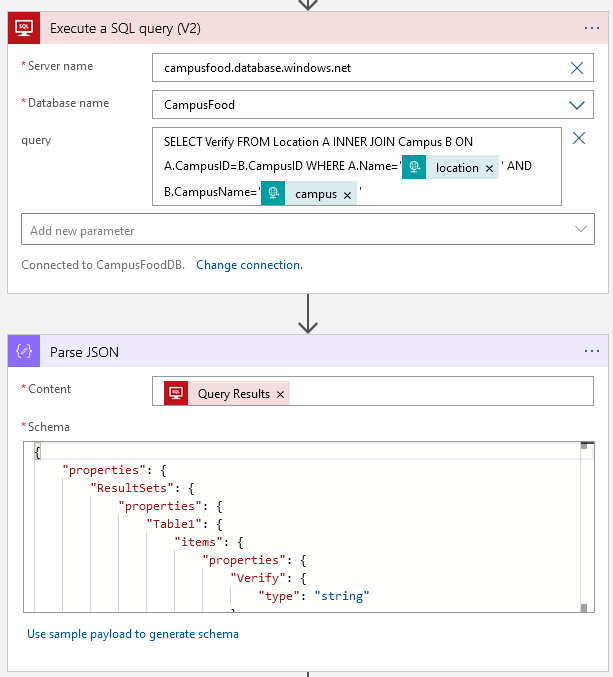 SQL Execute a SQL query (V2) ...
* Server name campusfood.database.windows.net
* Database name CampusFood
query
SELECT Verify FROM Location A INNER JOIN Campus B ON
A.CampusID=B.CampusID WHERE A.Name=' location × ' AND
B.CampusName=' campus × '
Add new parameter
Connected to CampusFoodDB. Change connection.
{/} Parse JSON ...
* Content SQL Query Results ×
* Schema
{
"properties": {
"ResultSets": {
"properties": {
"Table1": {
"items": {
"properties": {
"Verify": {
"type": "string"
Use sample payload to generate schema